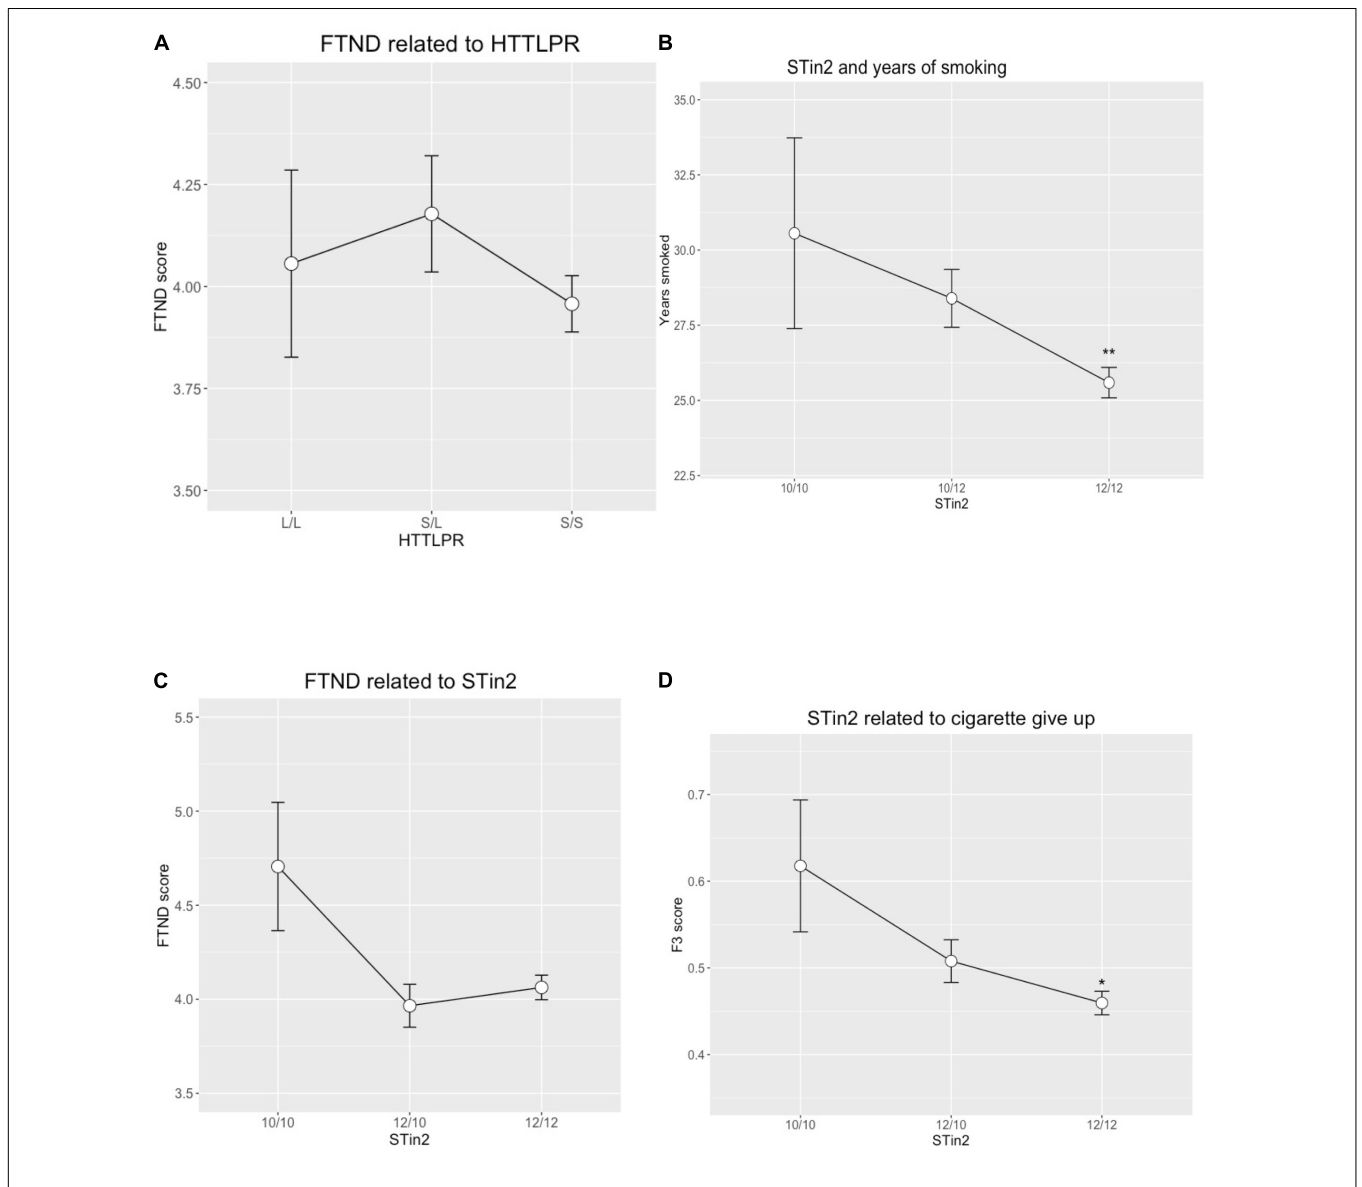 A
FTND related to HTTLPR
4.50
4.25
4.00
3.75
3.50
FTND score
L/L S/L S/S
HTTLPR
B
STin2 and years of smoking
35.0
32.5
30.0
27.5
25.0
22.5
Years smoked
**
10/10 10/12 12/12
STin2
C
FTND related to STin2
5.5
5.0
4.5
4.0
3.5
FTND score
10/10 12/10 12/12
STin2
D
STin2 related to cigarette give up
0.7
0.6
0.5
0.4
F3 score
*
10/10 12/10 12/12
STin2